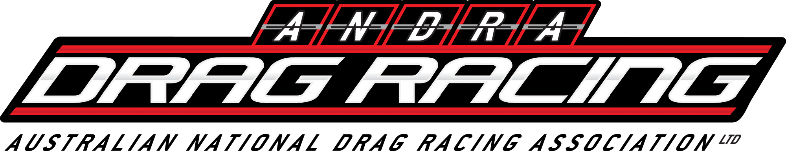 ANDRA
DRAG RACING
AUSTRALIAN NATIONAL DRAG RACING ASSOCIATION LTD